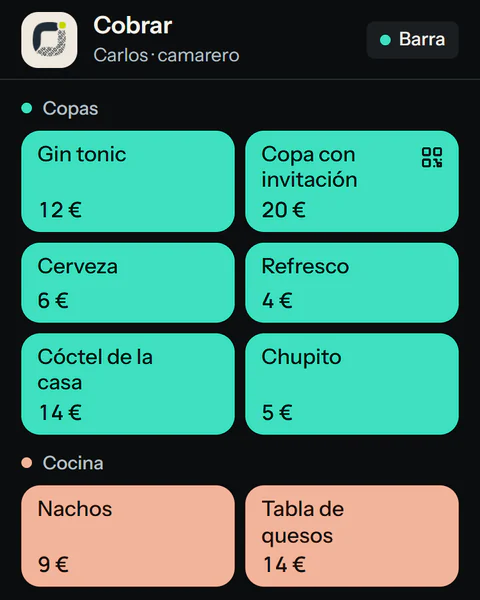 Cobrar
Carlos · camarero
Barra
Copas
Gin tonic
12 €
Copa con
invitación
20 €
Cerveza
6 €
Refresco
4 €
Cóctel de la
casa
14 €
Chupito
5 €
Cocina
Nachos
9 €
Tabla de
quesos
14 €